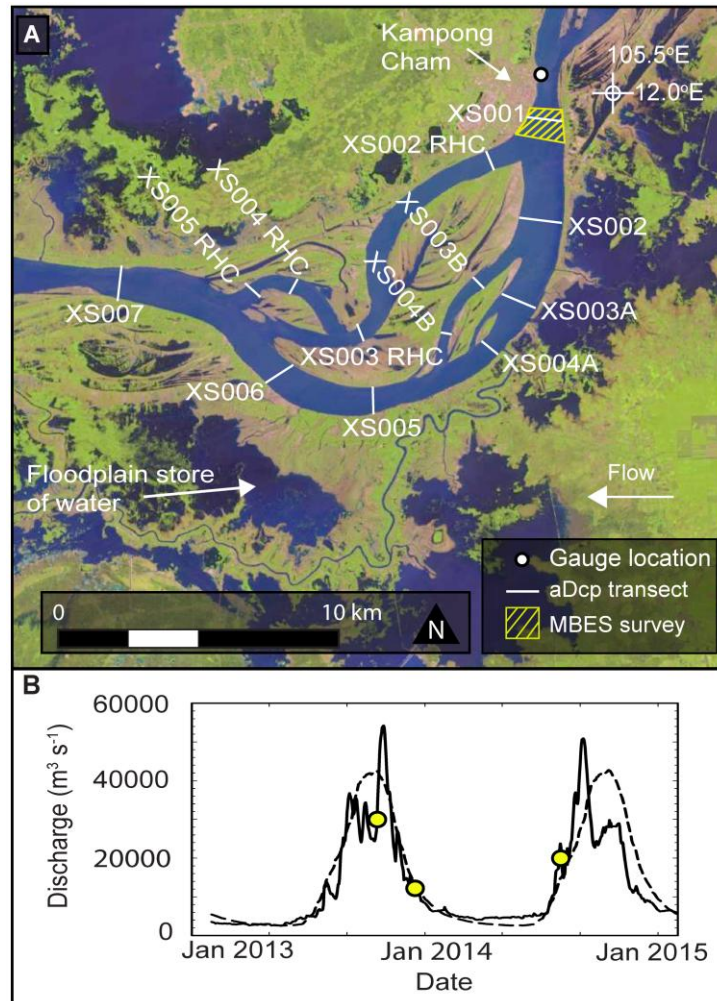 A
Kampong
Cham
105.5°E
12.0°E
XS001
XS002 RHC
XS004 RHC
XS005 RHC
XS003B
XS002
XS004B
XS003A
XS007
XS003 RHC
XS004A
XS006
XS005
Floodplain store
of water
Flow
Gauge location
aDcp transect
MBES survey
0
10 km
N
B
60000
40000
20000
0
Discharge (m³ s⁻¹)
Jan 2013
Jan 2014
Jan 2015
Date